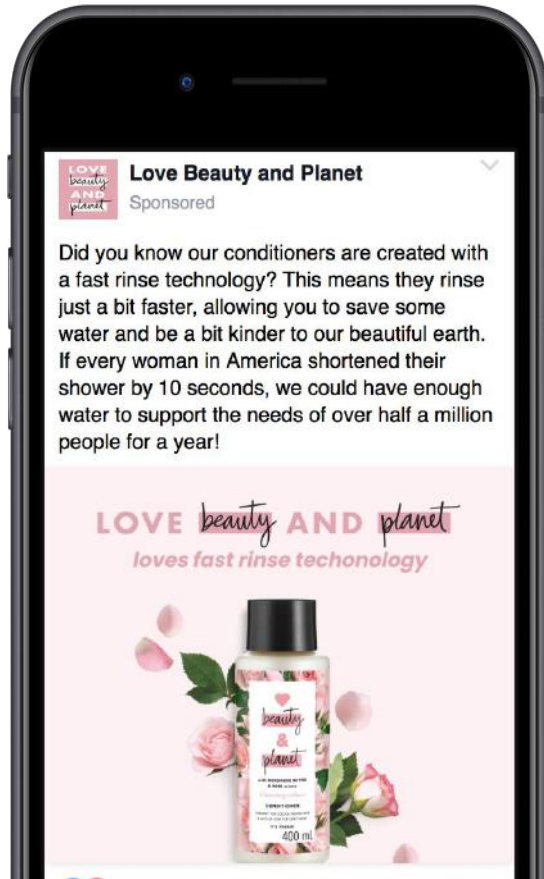 LOVE
beauty
AND
planet
Love Beauty and Planet
Sponsored
Did you know our conditioners are created with
a fast rinse technology? This means they rinse
just a bit faster, allowing you to save some
water and be a bit kinder to our beautiful earth.
If every woman in America shortened their
shower by 10 seconds, we could have enough
water to support the needs of over half a million
people for a year!
LOVE beauty AND planet
loves fast rinse techonology
beauty
&
planet
CONDITIONER
400 ml